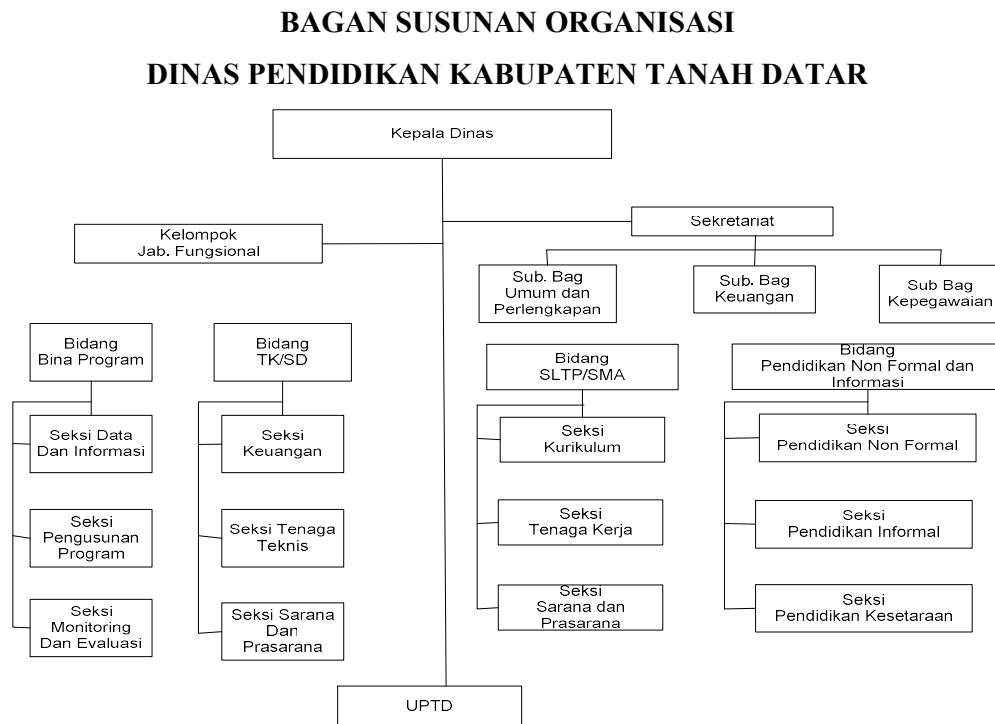 BAGAN SUSUNAN ORGANISASI
DINAS PENDIDIKAN KABUPATEN TANAH DATAR
Kepala Dinas
Sekretariat
Kelompok
Jab. Fungsional
Sub. Bag
Umum dan
Perlengkapan
Sub. Bag
Keuangan
Sub Bag
Kepegawaian
Bidang
Bina Program
Bidang
TK/SD
Bidang
SLTP/SMA
Bidang
Pendidikan Non Formal dan
Informasi
Seksi Data
Dan Informasi
Seksi
Keuangan
Seksi
Kurikulum
Seksi
Pendidikan Non Formal
Seksi
Pengusunan
Program
Seksi Tenaga
Teknis
Seksi
Tenaga Kerja
Seksi
Pendidikan Informal
Seksi
Monitoring
Dan Evaluasi
Seksi Sarana
Dan
Prasarana
Seksi
Sarana dan
Prasarana
Seksi
Pendidikan Kesetaraan
UPTD